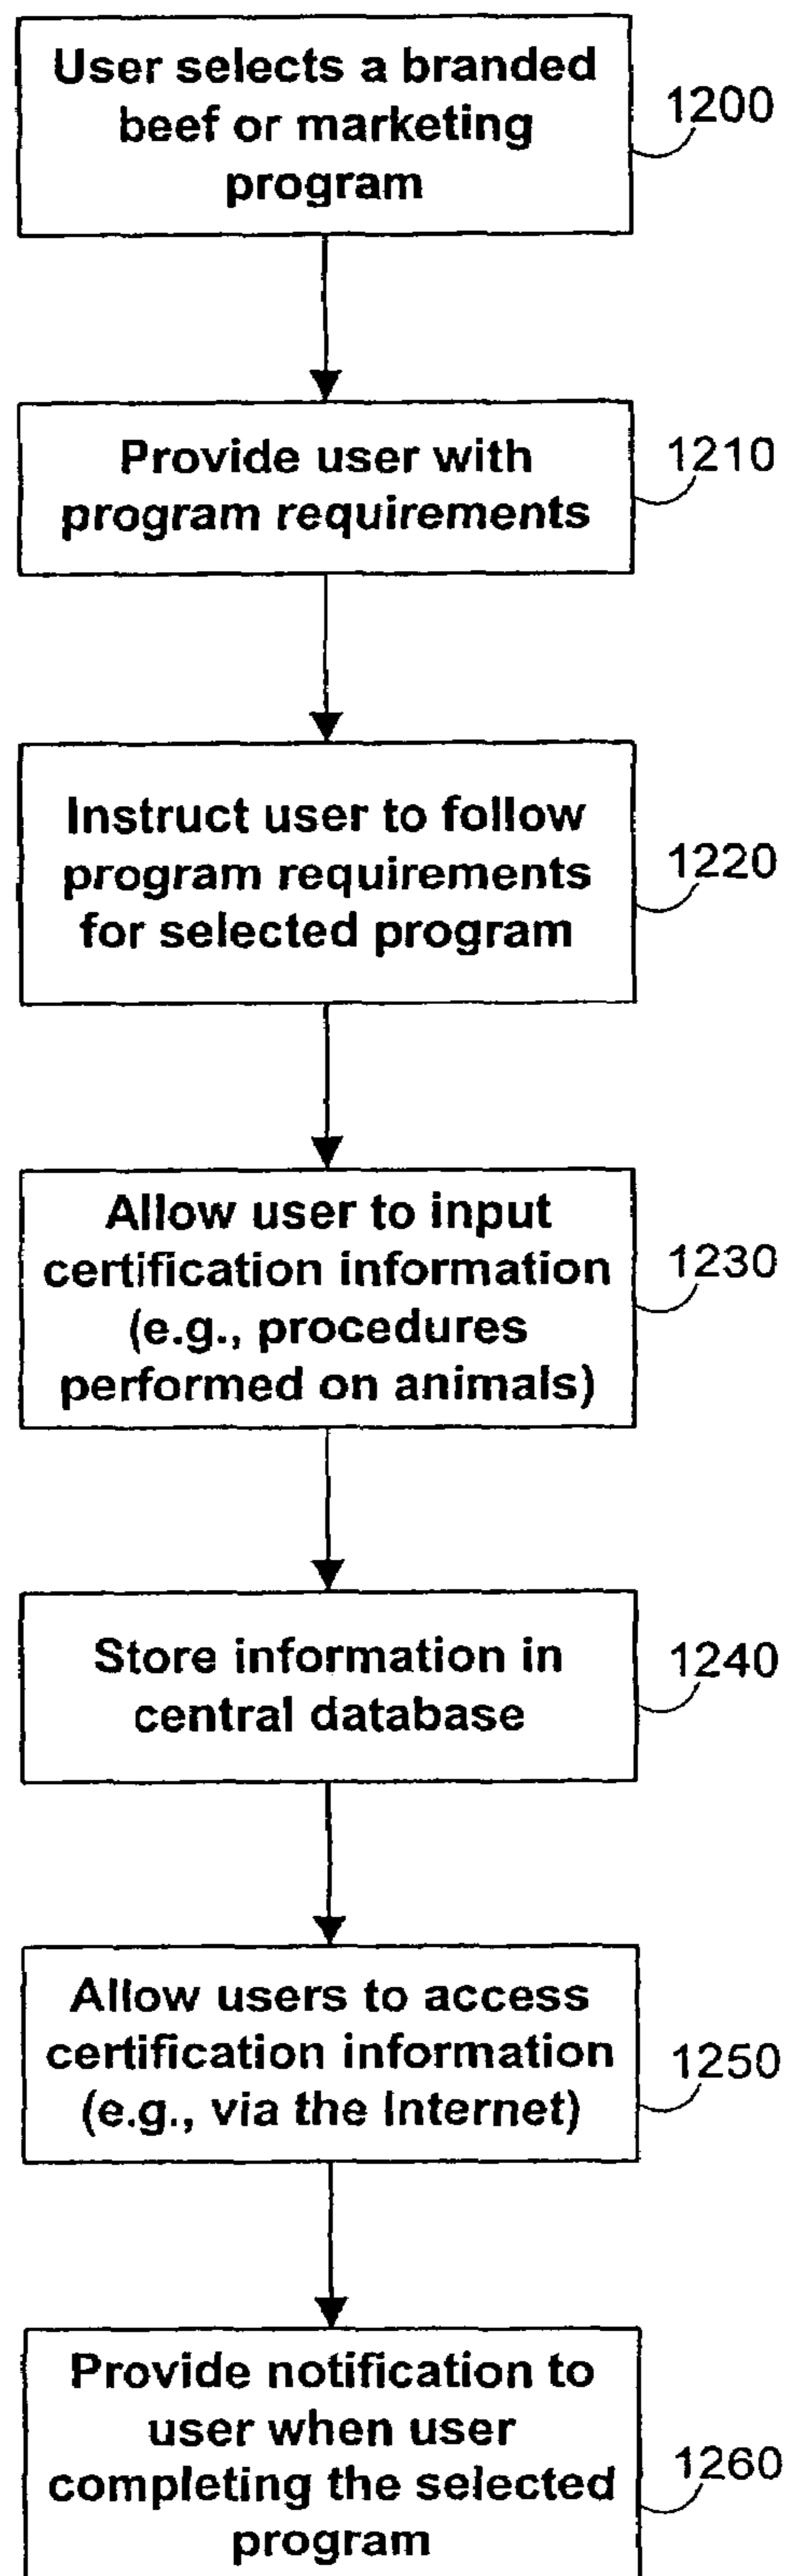 User selects a branded
beef or marketing
program
1200
Provide user with
program requirements
1210
Instruct user to follow
program requirements
for selected program
1220
Allow user to input
certification information
(e.g., procedures
performed on animals)
1230
Store information in
central database
1240
Allow users to access
certification information
(e.g., via the Internet)
1250
Provide notification to
user when user
completing the selected
program
1260